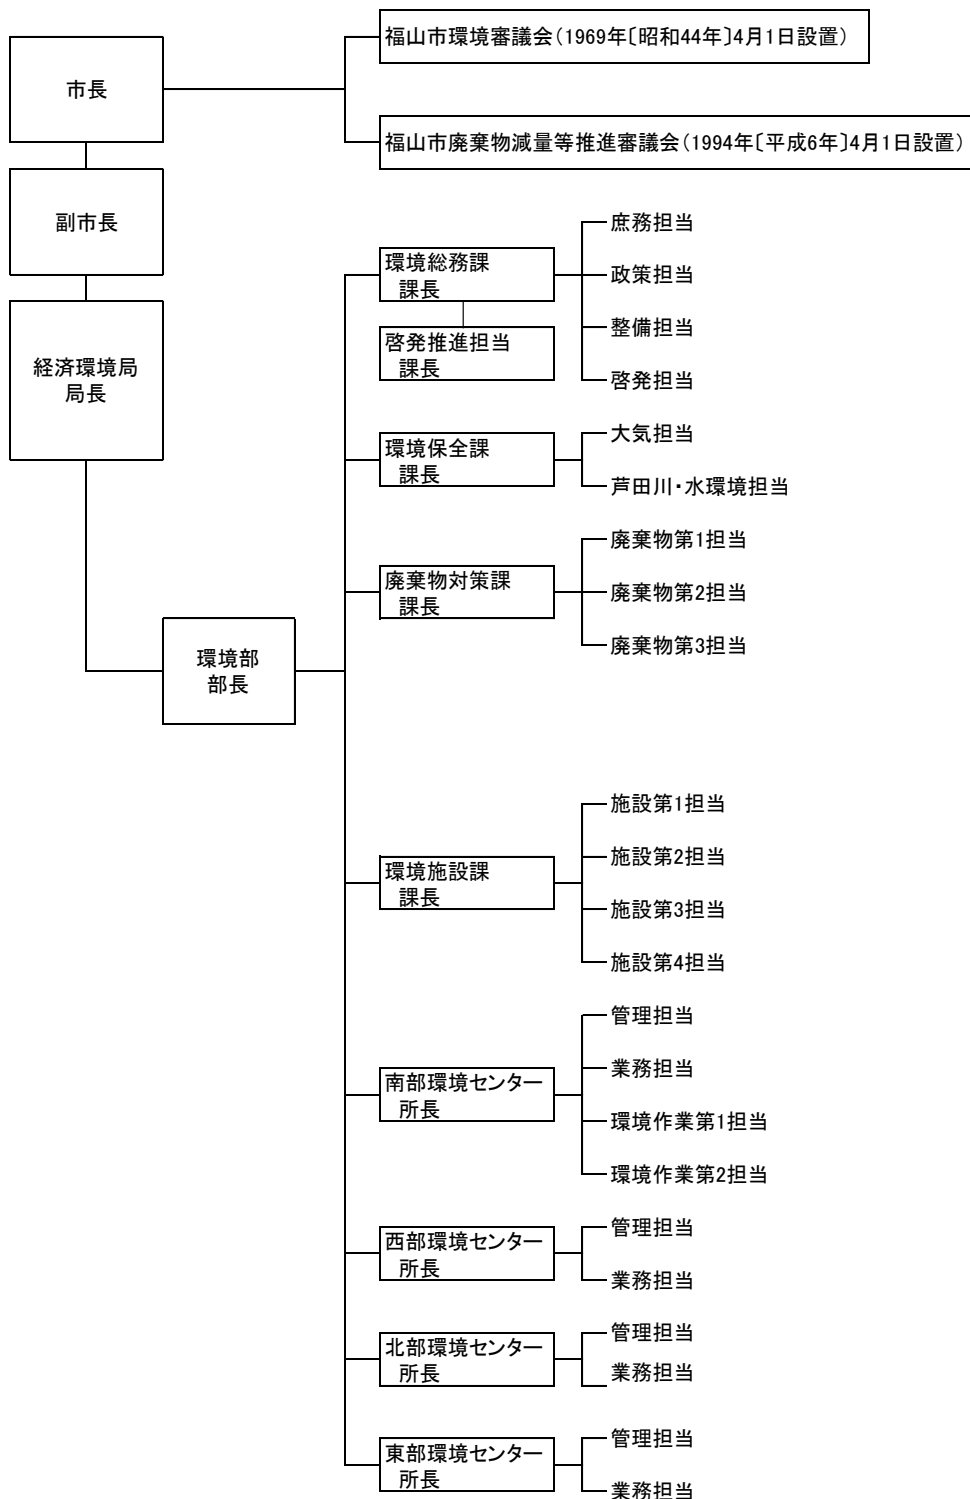 福山市環境審議会(1969年〔昭和44年〕4月1日設置)
市長
福山市廃棄物減量等推進審議会(1994年〔平成6年〕4月1日設置)
副市長
経済環境局
局長
環境部
部長
環境総務課
課長
啓発推進担当
課長
庶務担当
政策担当
整備担当
啓発担当
環境保全課
課長
大気担当
芦田川・水環境担当
廃棄物対策課
課長
廃棄物第1担当
廃棄物第2担当
廃棄物第3担当
環境施設課
課長
施設第1担当
施設第2担当
施設第3担当
施設第4担当
南部環境センター
所長
管理担当
業務担当
環境作業第1担当
環境作業第2担当
西部環境センター
所長
管理担当
業務担当
北部環境センター
所長
管理担当
業務担当
東部環境センター
所長
管理担当
業務担当